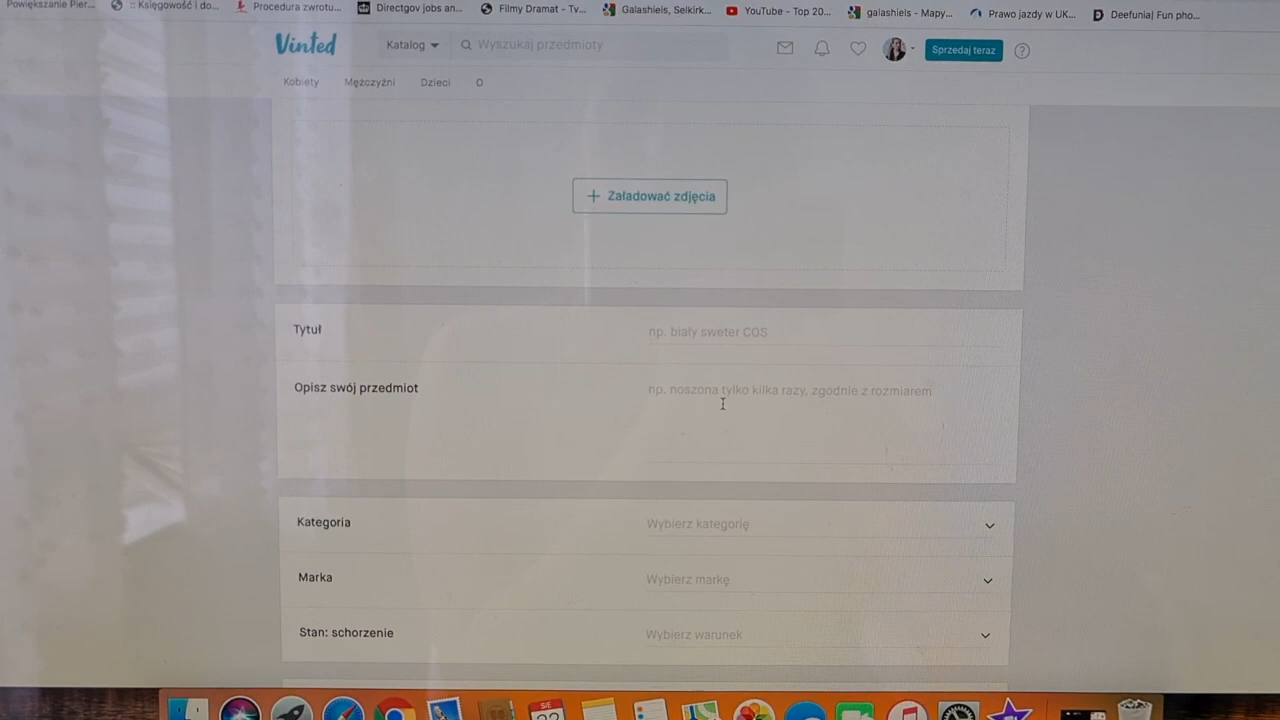 Powiększanie Pier... :: Księgowość i do... Procedura zwrotu... Directgov jobs an... Filmy Dramat - Tv... Galashiels, Selkirk... YouTube - Top 20... galashiels - Mapy... Prawo jazdy w UK... Deefunia| Fun pho...
Vinted Katalog Wyszukaj przedmioty Sprzedaj teraz ?
Kobiety Mężczyźni Dzieci O
+ Załadować zdjęcia
Tytuł np. biały sweter COS
Opisz swój przedmiot np. noszona tylko kilka razy, zgodnie z rozmiarem
Kategoria Wybierz kategorię
Marka Wybierz markę
Stan: schorzenie Wybierz warunek
SIE